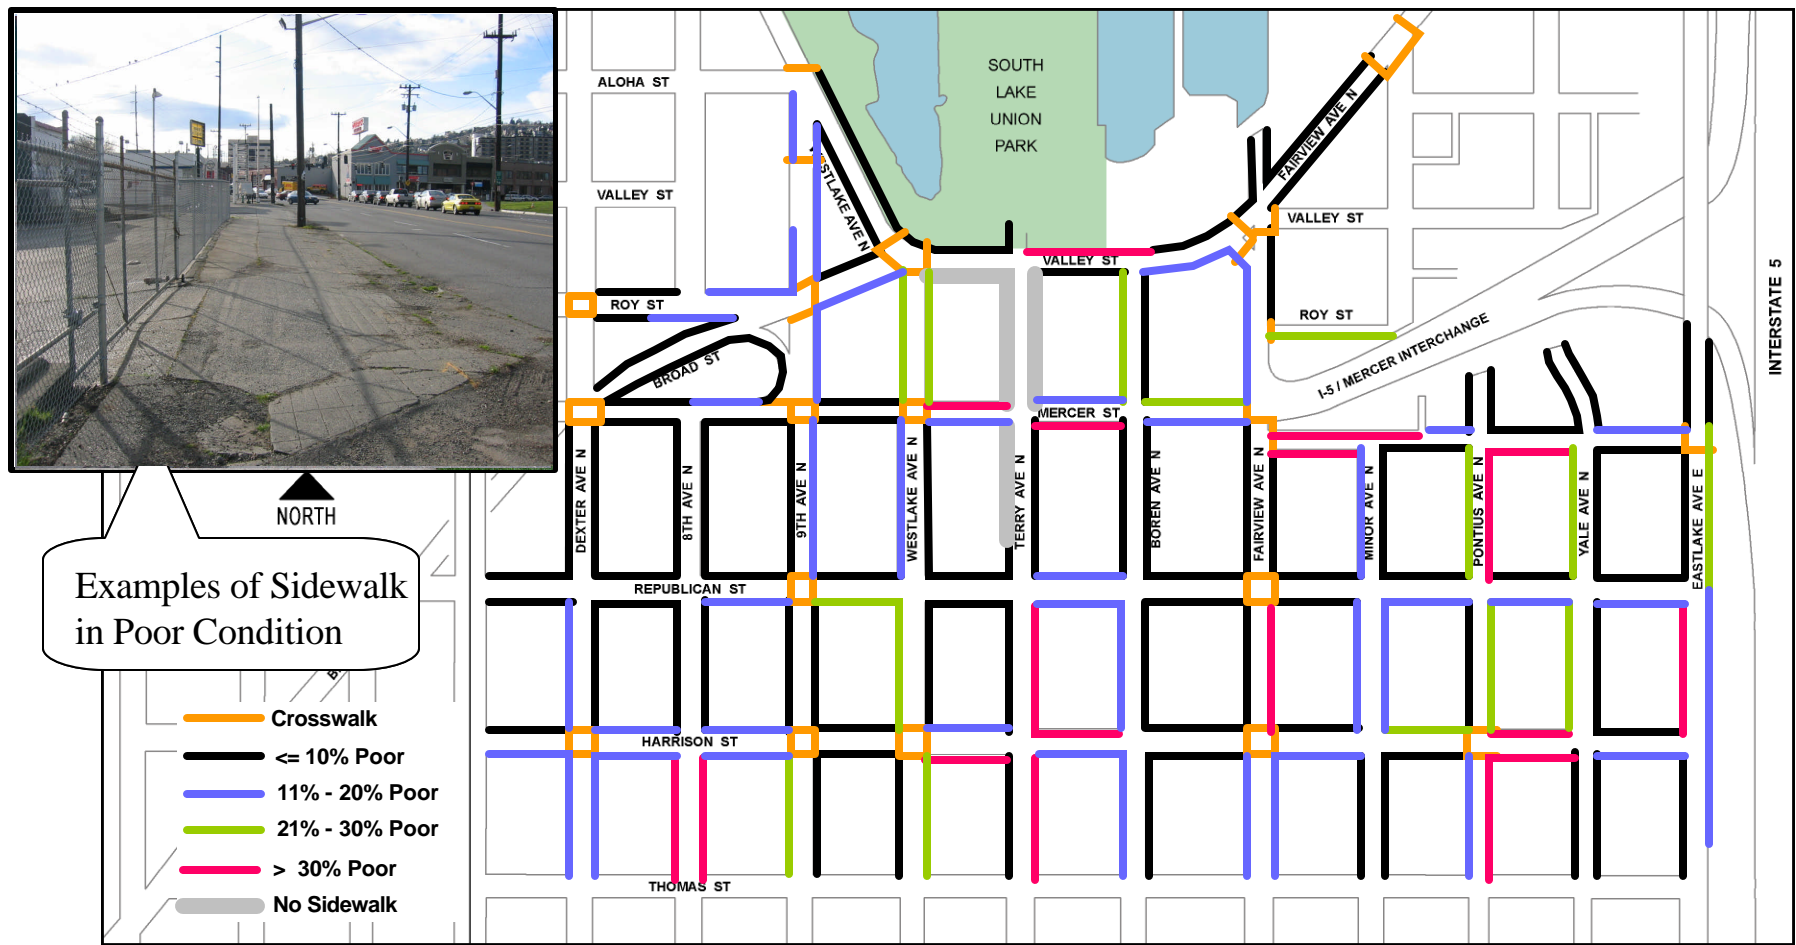 SOUTH
LAKE
UNION
PARK
ALOHA ST
VALLEY ST
FAIRVIEW AVE N
VALLEY ST
AVE N
VALLEY ST
ROY ST
ROY ST
BROAD ST
I-5 / MERCER INTERCHANGE
INTERSTATE 5
MERCER ST
DEXTER AVE N
8TH AVE N
9TH AVE N
WESTLAKE AVE N
TERRY AVE N
BOREN AVE N
FAIRVIEW AVE N
MINOR AVE N
PONTIUS AVE N
YALE AVE N
EASTLAKE AVE E
NORTH
Examples of Sidewalk
in Poor Condition
REPUBLICAN ST
HARRISON ST
THOMAS ST
Crosswalk
<= 10% Poor
11% - 20% Poor
21% - 30% Poor
> 30% Poor
No Sidewalk